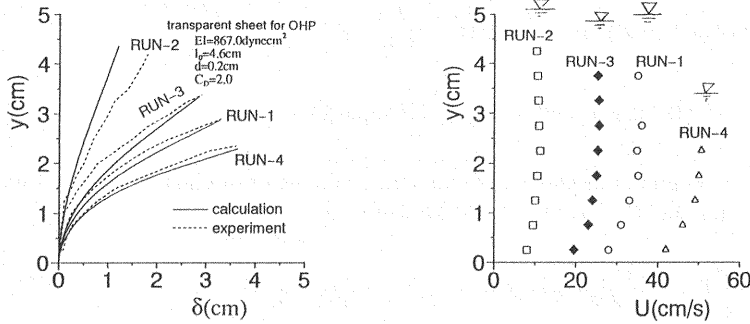 transparent sheet for OHP
EI=867.0dynecm²
l₀=4.6cm
d=0.2cm
C_D=2.0
RUN-2
RUN-3
RUN-1
RUN-4
calculation
experiment
y(cm)
5
4
3
2
1
0
0 1 2 3 4 5
δ(cm)
y(cm)
5
4
3
2
1
0
RUN-2
RUN-3
RUN-1
RUN-4
0 20 40 60
U(cm/s)